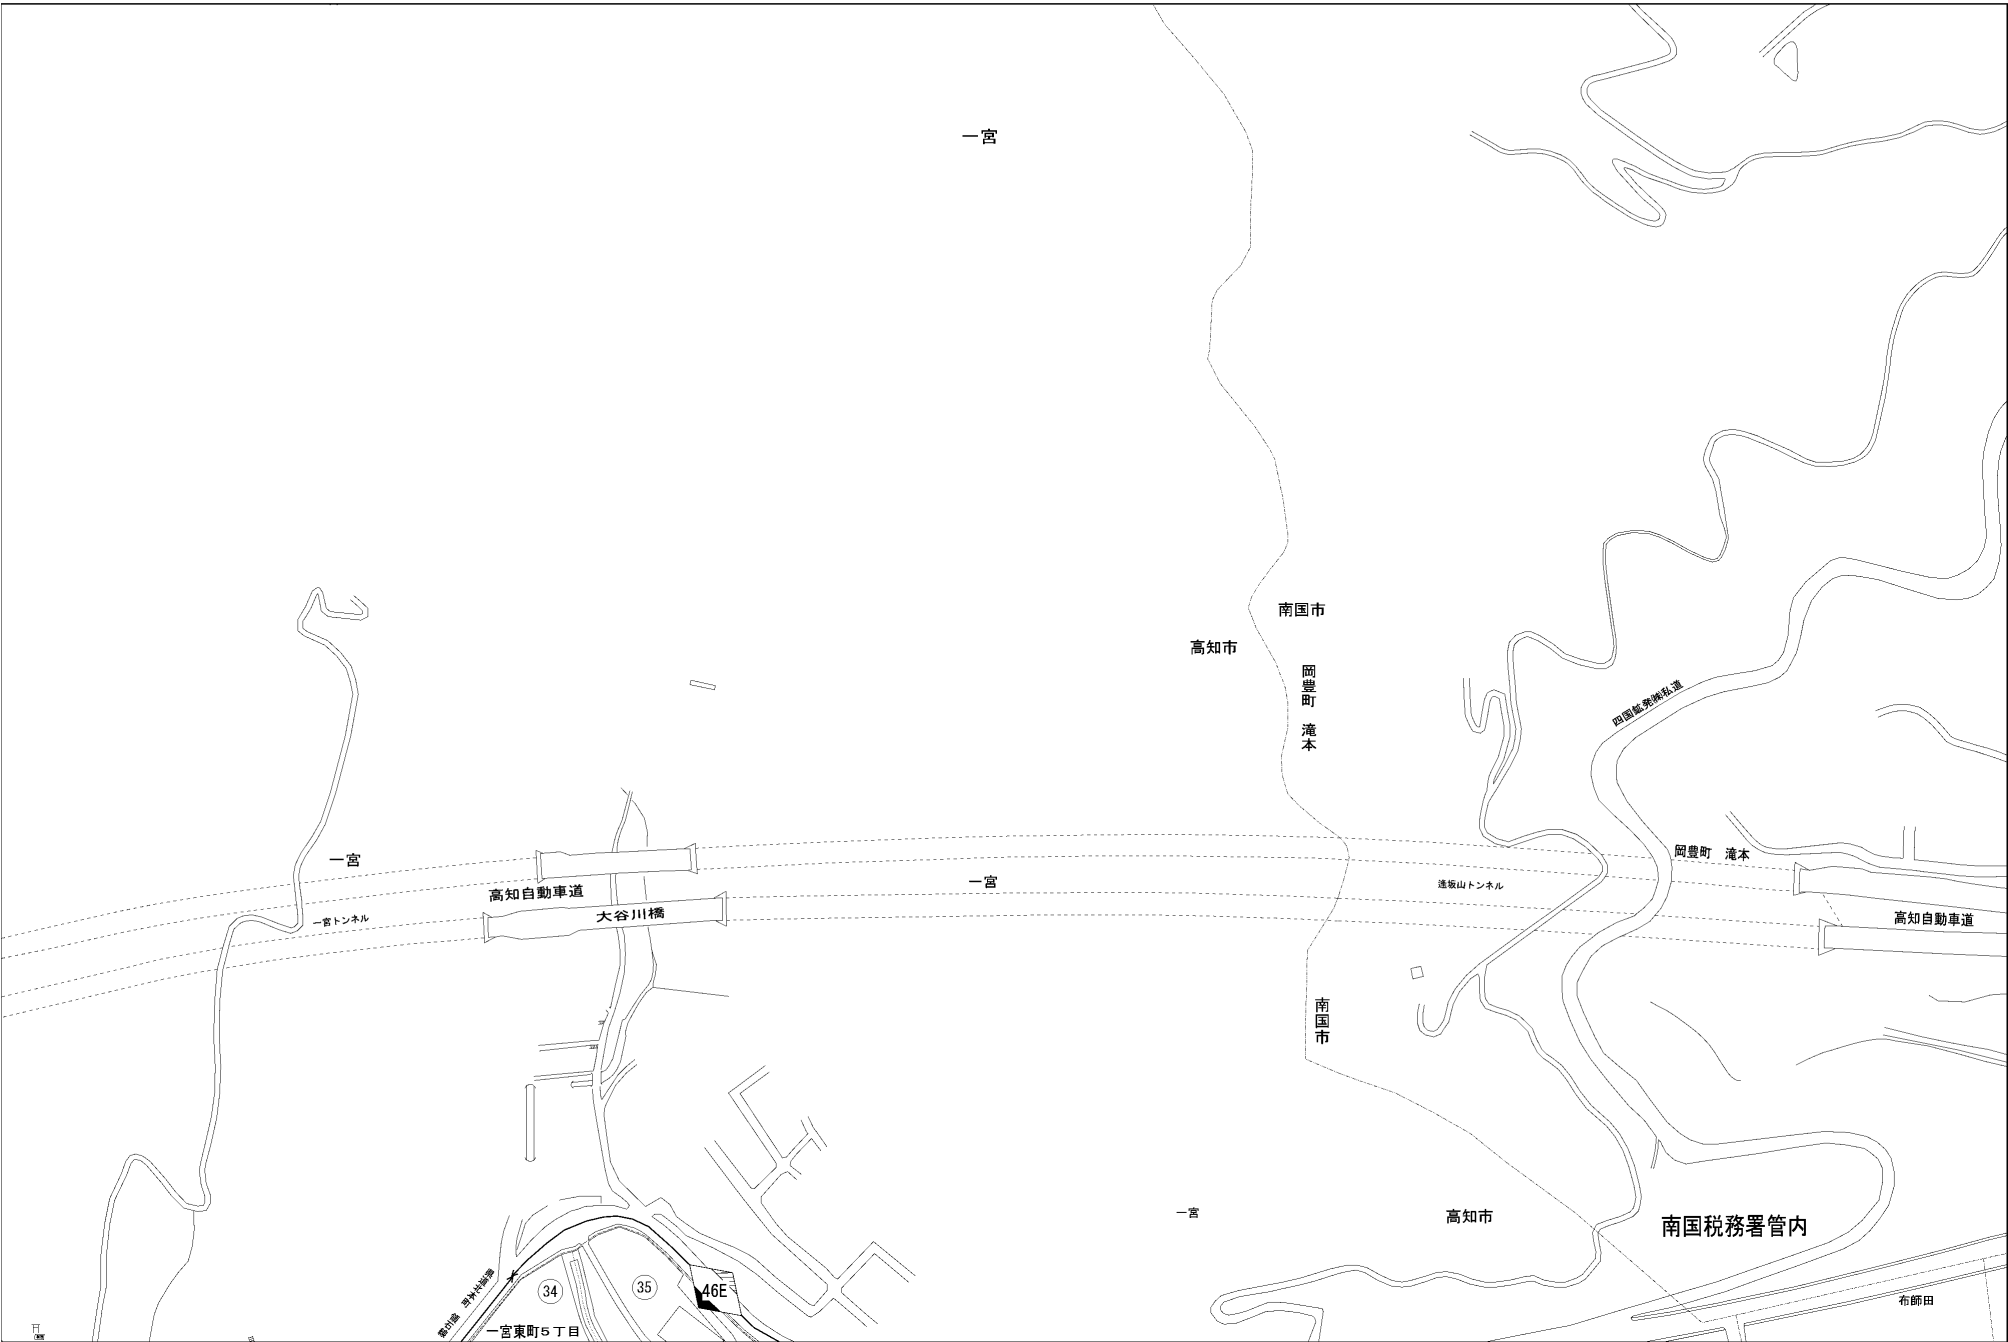 一宮
南国市
高知市
岡豊町 滝本
四国鉱発㈱私道
一宮
高知自動車道
一宮トンネル
大谷川橋
一宮
逢坂山トンネル
岡豊町 滝本
高知自動車道
南国市
一宮
高知市
南国税務署管内
布師田
34
35
46E
一宮東町5丁目